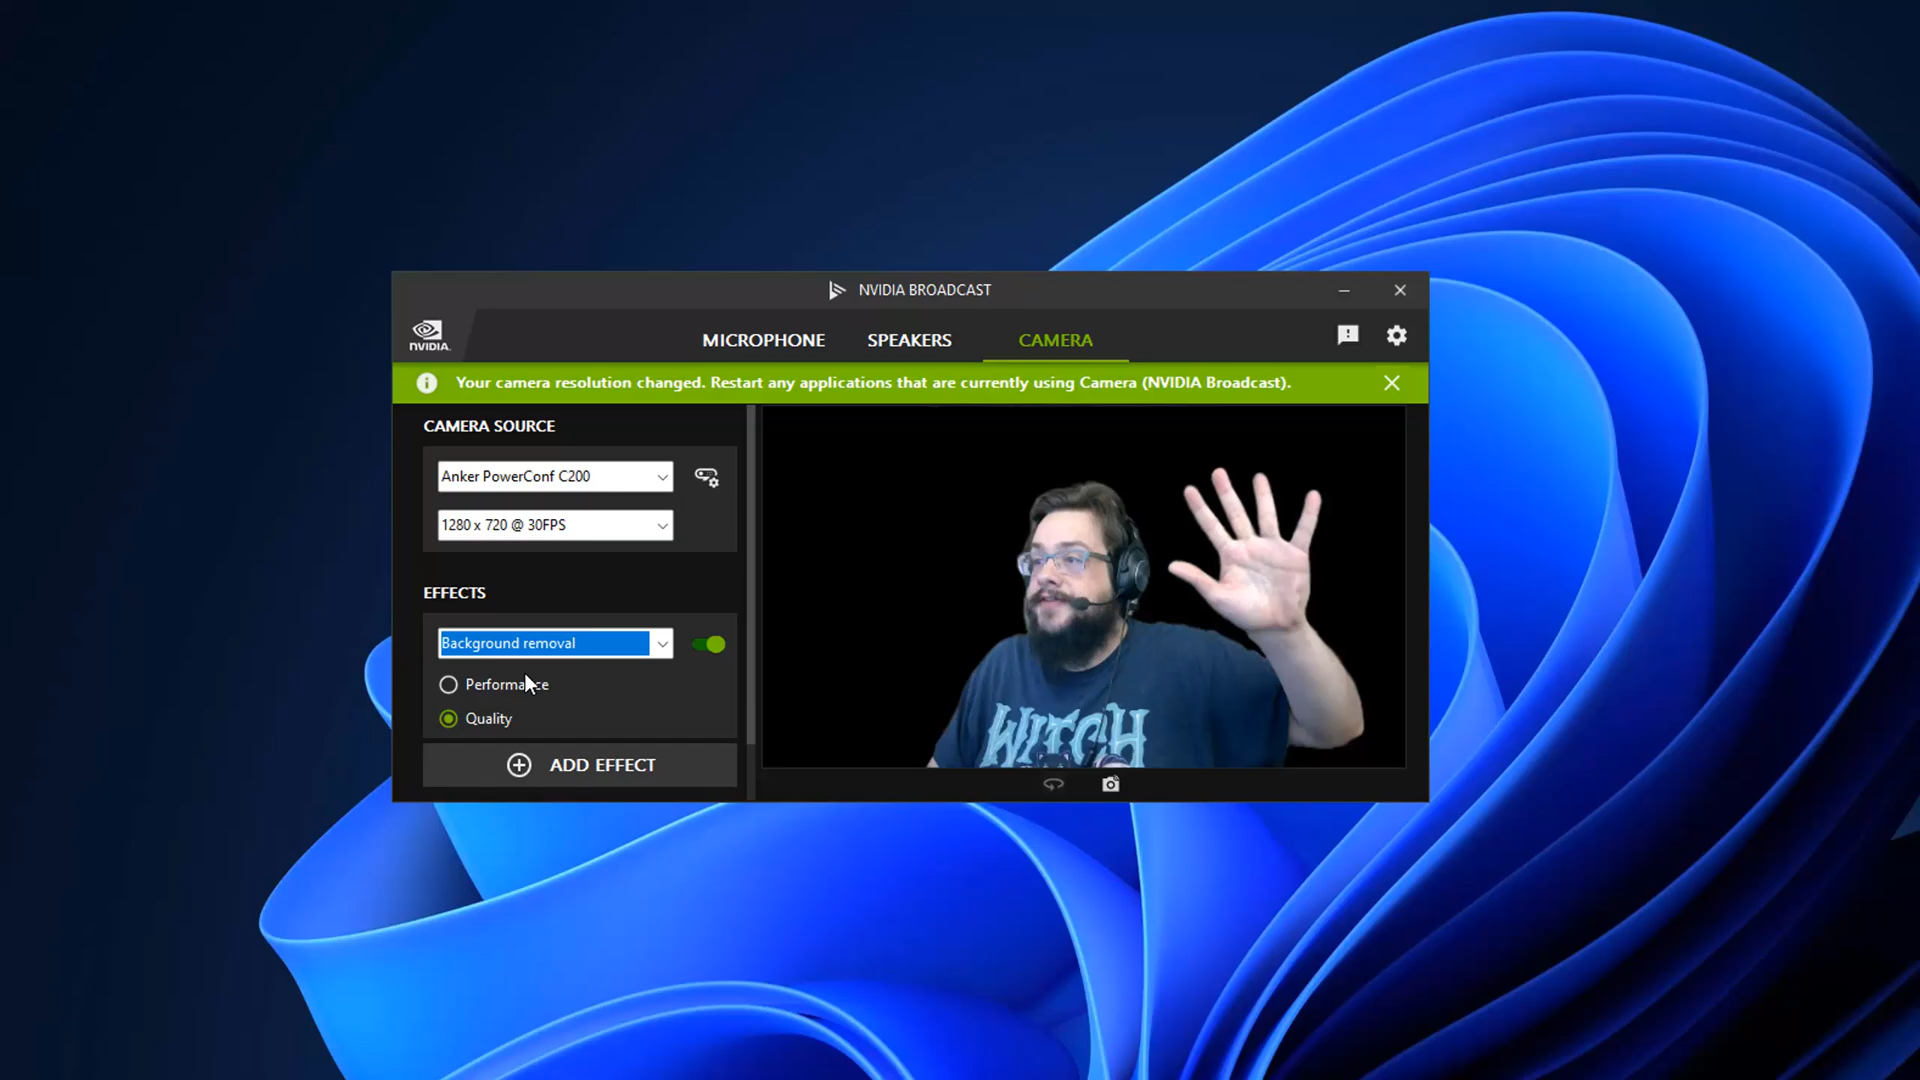 NVIDIA BROADCAST
NVIDIA.
MICROPHONE
SPEAKERS
CAMERA
Your camera resolution changed. Restart any applications that are currently using Camera (NVIDIA Broadcast).
CAMERA SOURCE
Anker PowerConf C200
1280 x 720 @ 30FPS
EFFECTS
Background removal
Performance
Quality
ADD EFFECT
WITCH